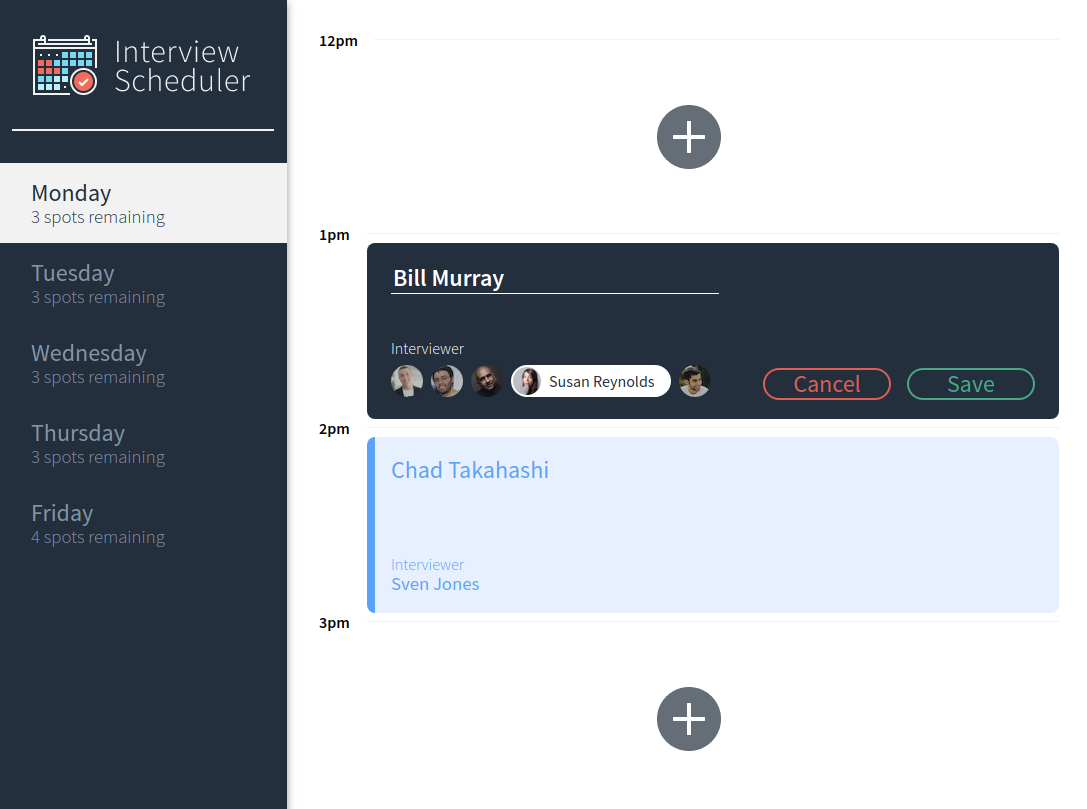 Interview
Scheduler
Monday
3 spots remaining
Tuesday
3 spots remaining
Wednesday
3 spots remaining
Thursday
3 spots remaining
Friday
4 spots remaining
12pm
1pm
Bill Murray
Interviewer
Susan Reynolds
Cancel
Save
2pm
Chad Takahashi
Interviewer
Sven Jones
3pm